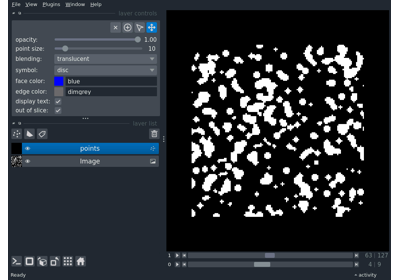 File View Plugins Window Help
layer controls
opacity: 1.00
point size: 10
blending: translucent
symbol: disc
face color: blue
edge color: dimgrey
display text:
out of slice:
layer list
points
Image
1 63 127
0 4 9
Ready activity